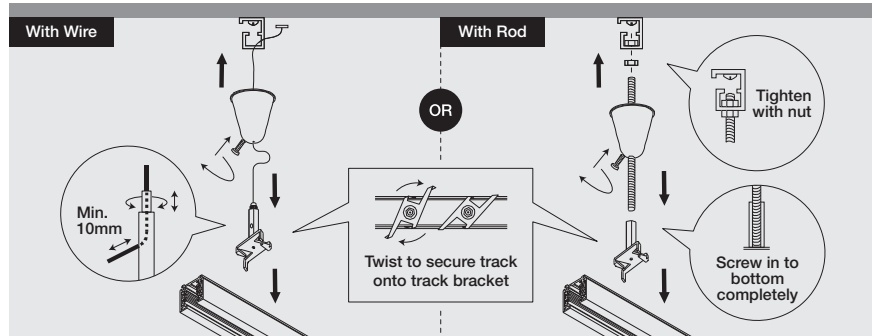 With Wire
With Rod
Tighten
with nut
OR
Min.
10mm
Twist to secure track
onto track bracket
Screw in to
bottom
completely